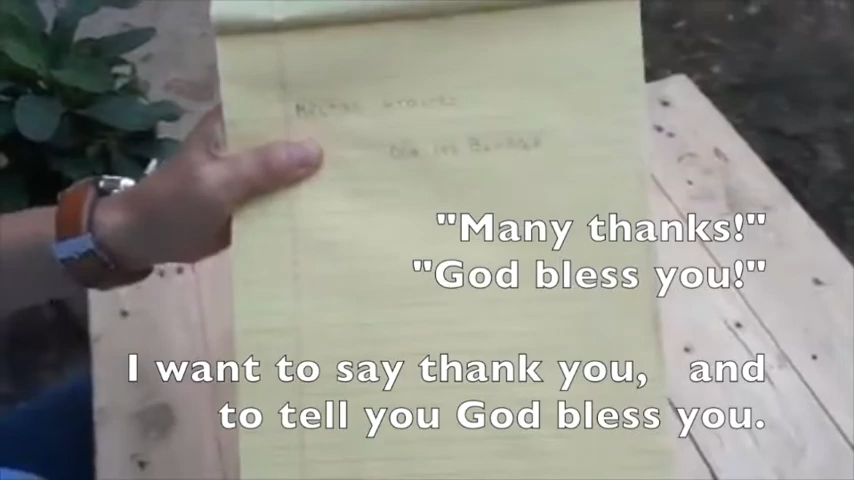 "Many thanks!"
"God bless you!"
I want to say thank you, and
to tell you God bless you.